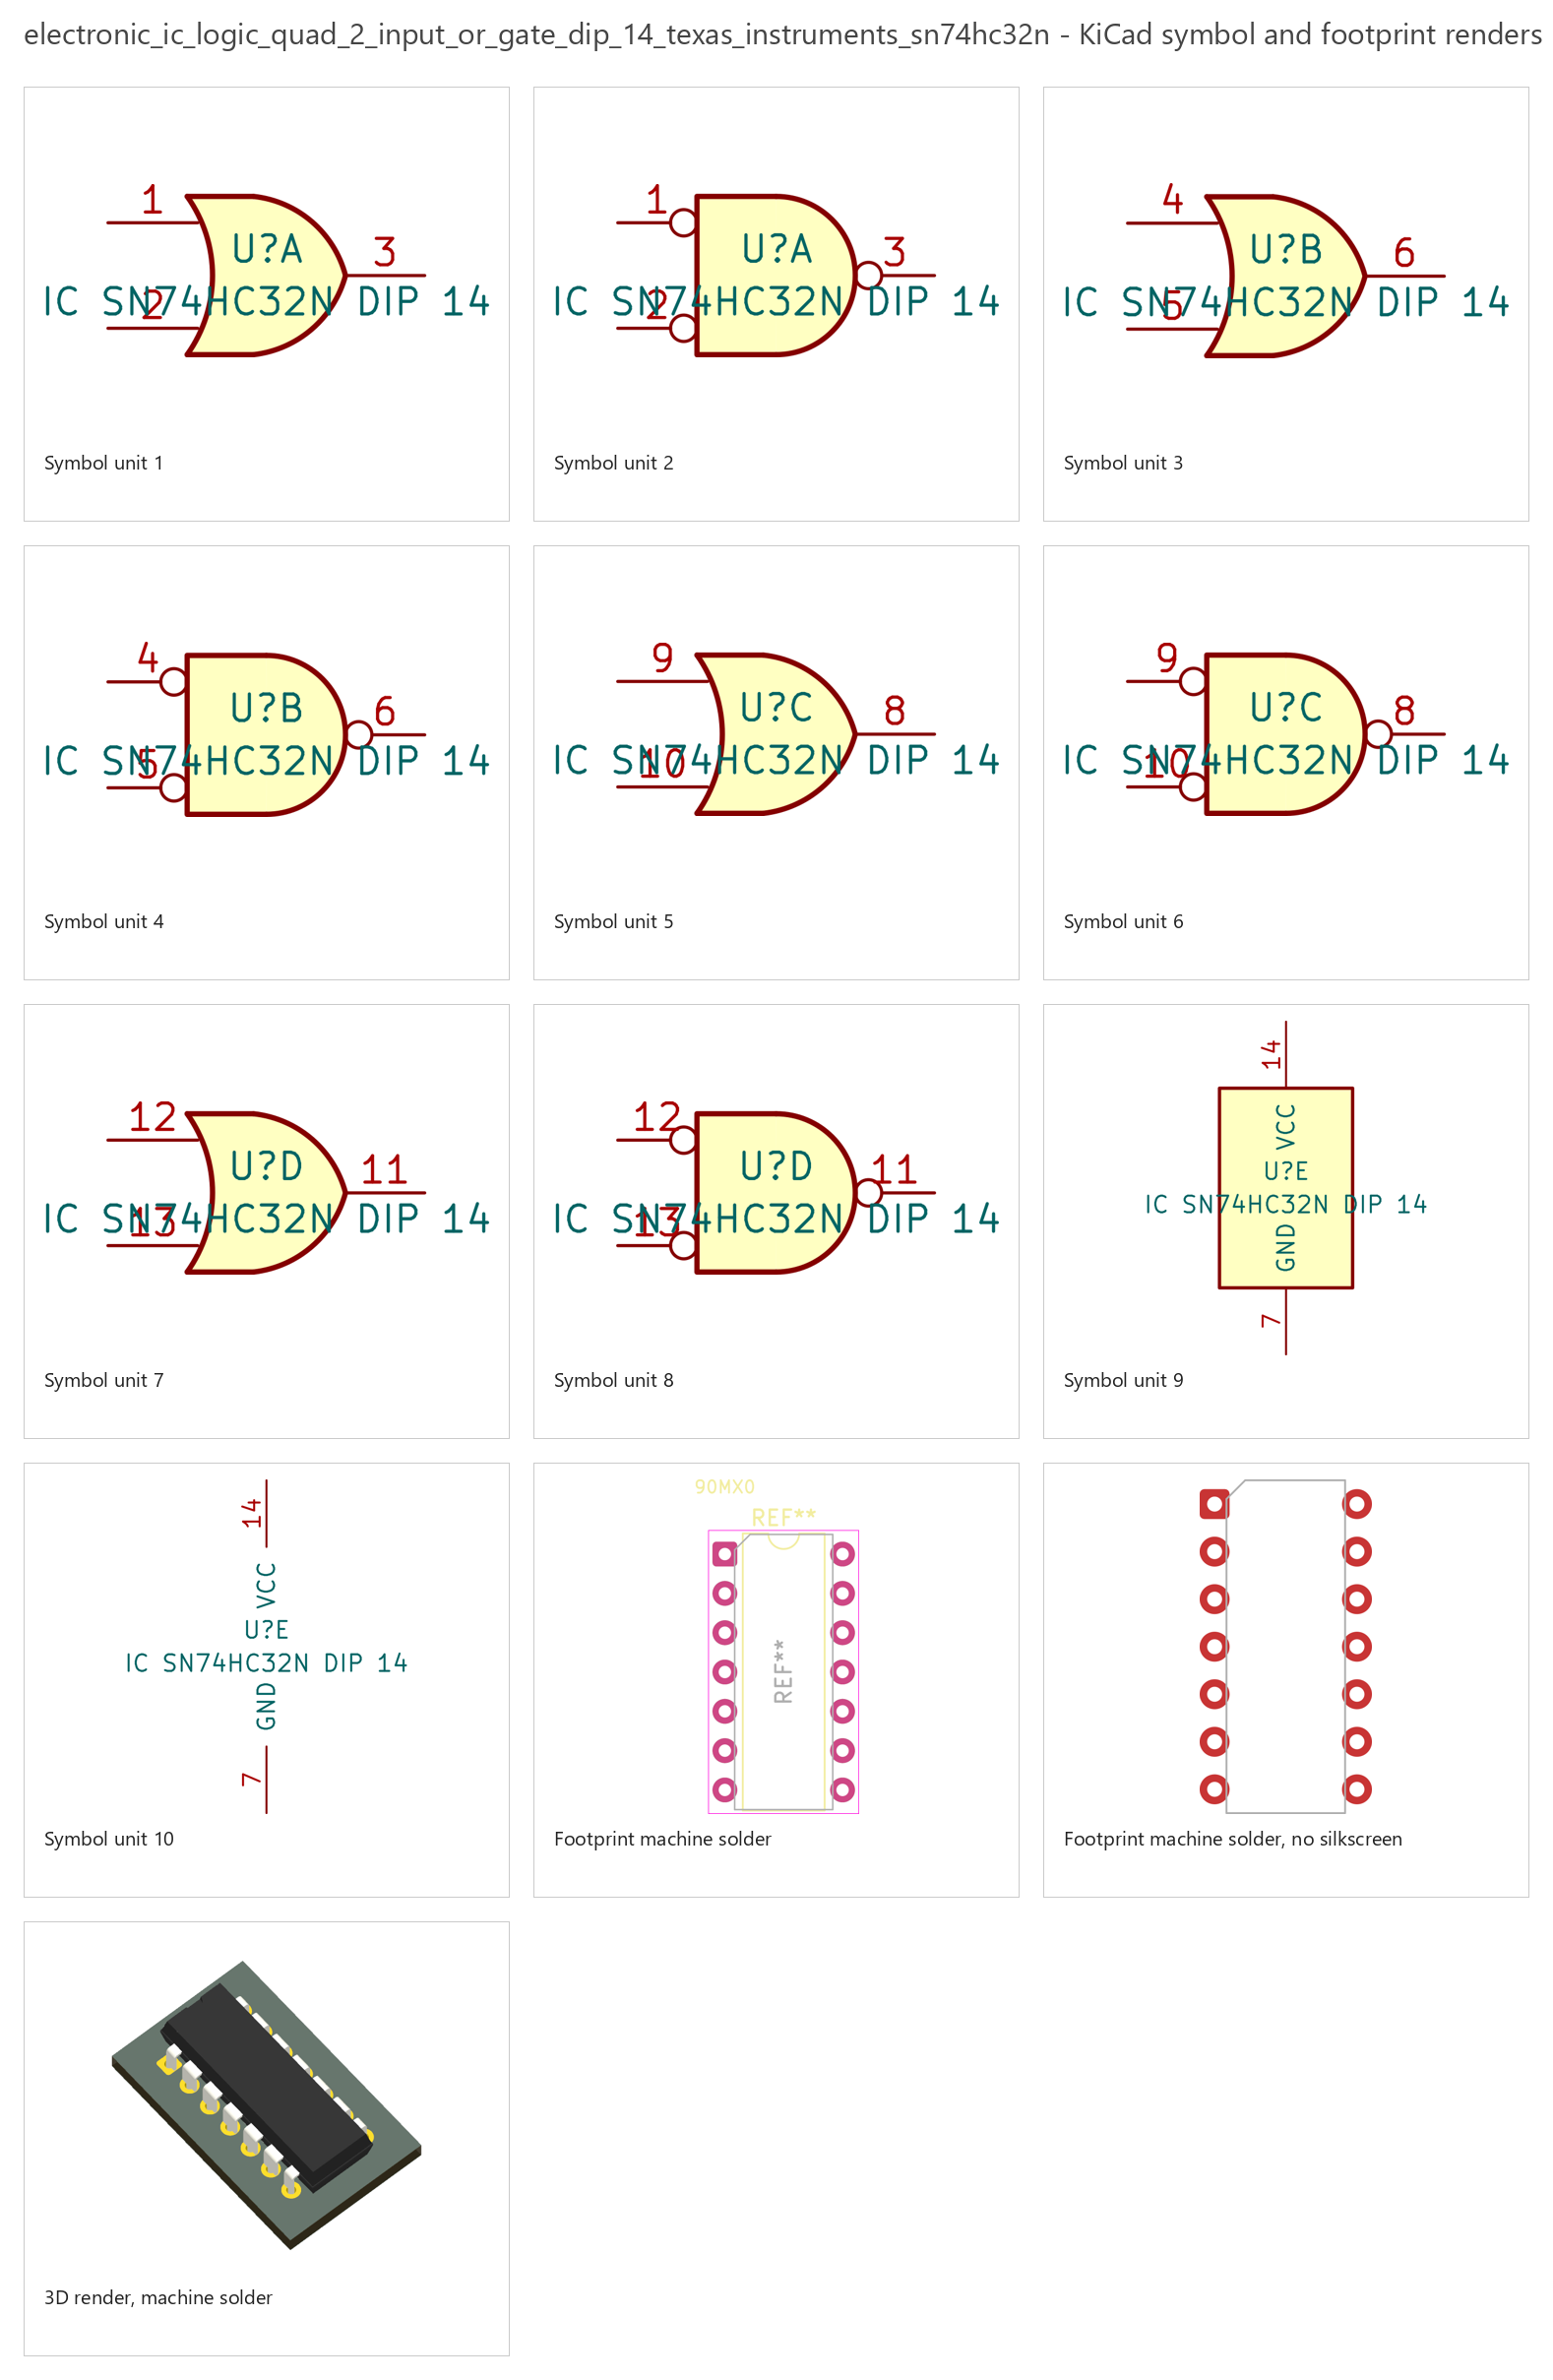 electronic_ic_logic_quad_2_input_or_gate_dip_14_texas_instruments_sn74hc32n - KiCad symbol and footprint renders
1
U?A
3
IC SN74HC32N DIP 14
2
Symbol unit 1
1
U?A
3
IC SN74HC32N DIP 14
2
Symbol unit 2
4
U?B
6
IC SN74HC32N DIP 14
5
Symbol unit 3
4
U?B
6
IC SN74HC32N DIP 14
5
Symbol unit 4
9
U?C
8
IC SN74HC32N DIP 14
10
Symbol unit 5
9
U?C
8
IC SN74HC32N DIP 14
10
Symbol unit 6
12
U?D
11
IC SN74HC32N DIP 14
13
Symbol unit 7
12
U?D
11
IC SN74HC32N DIP 14
13
Symbol unit 8
14
VCC
U?E
IC SN74HC32N DIP 14
GND
7
Symbol unit 9
14
VCC
U?E
IC SN74HC32N DIP 14
GND
7
Symbol unit 10
90MX0
REF**
REF**
Footprint machine solder
Footprint machine solder, no silkscreen
3D render, machine solder